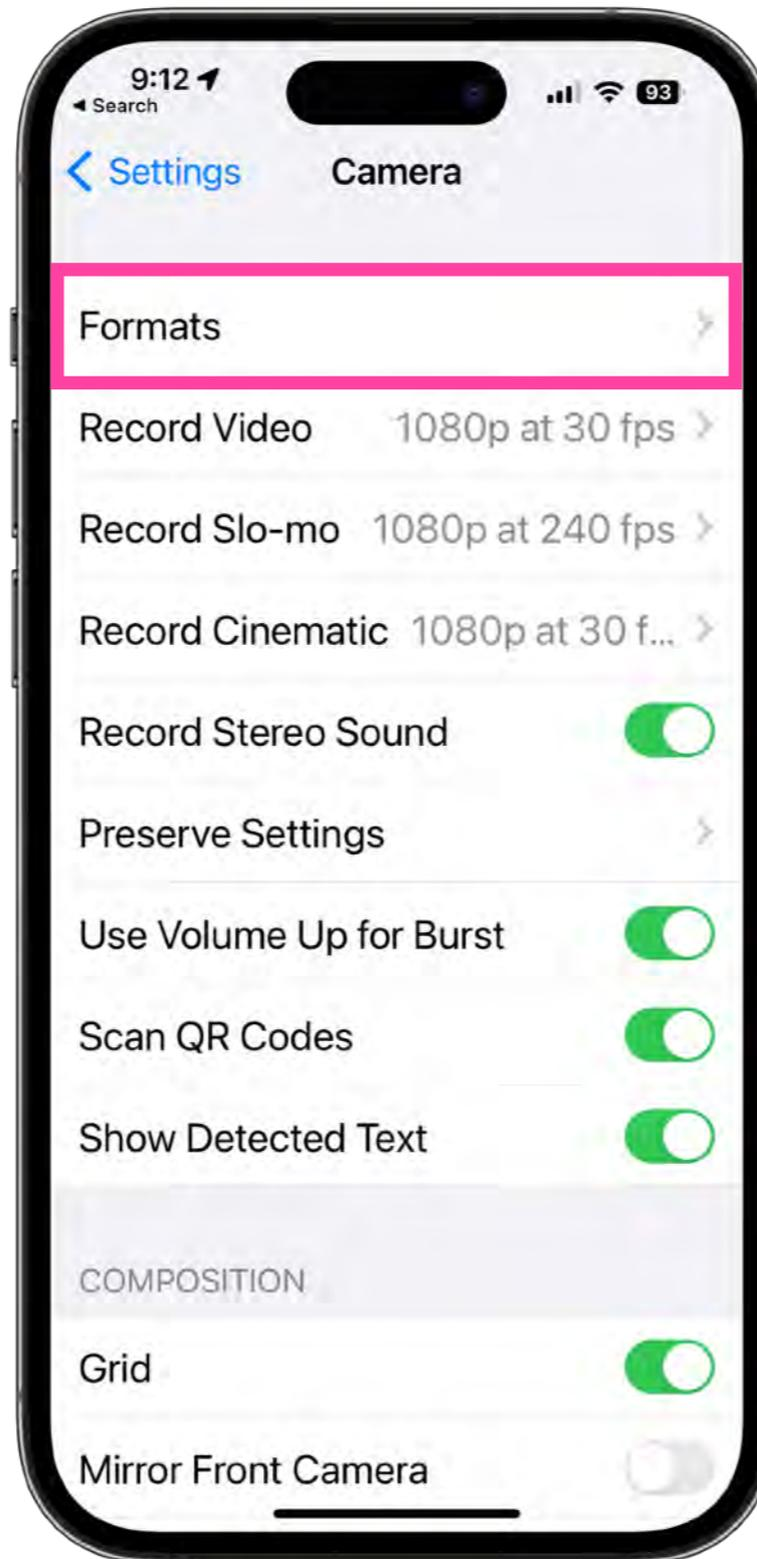 9:12
◀ Search
93
Settings
Camera
Formats
Record Video 1080p at 30 fps
Record Slo-mo 1080p at 240 fps
Record Cinematic 1080p at 30 f...
Record Stereo Sound
Preserve Settings
Use Volume Up for Burst
Scan QR Codes
Show Detected Text
COMPOSITION
Grid
Mirror Front Camera